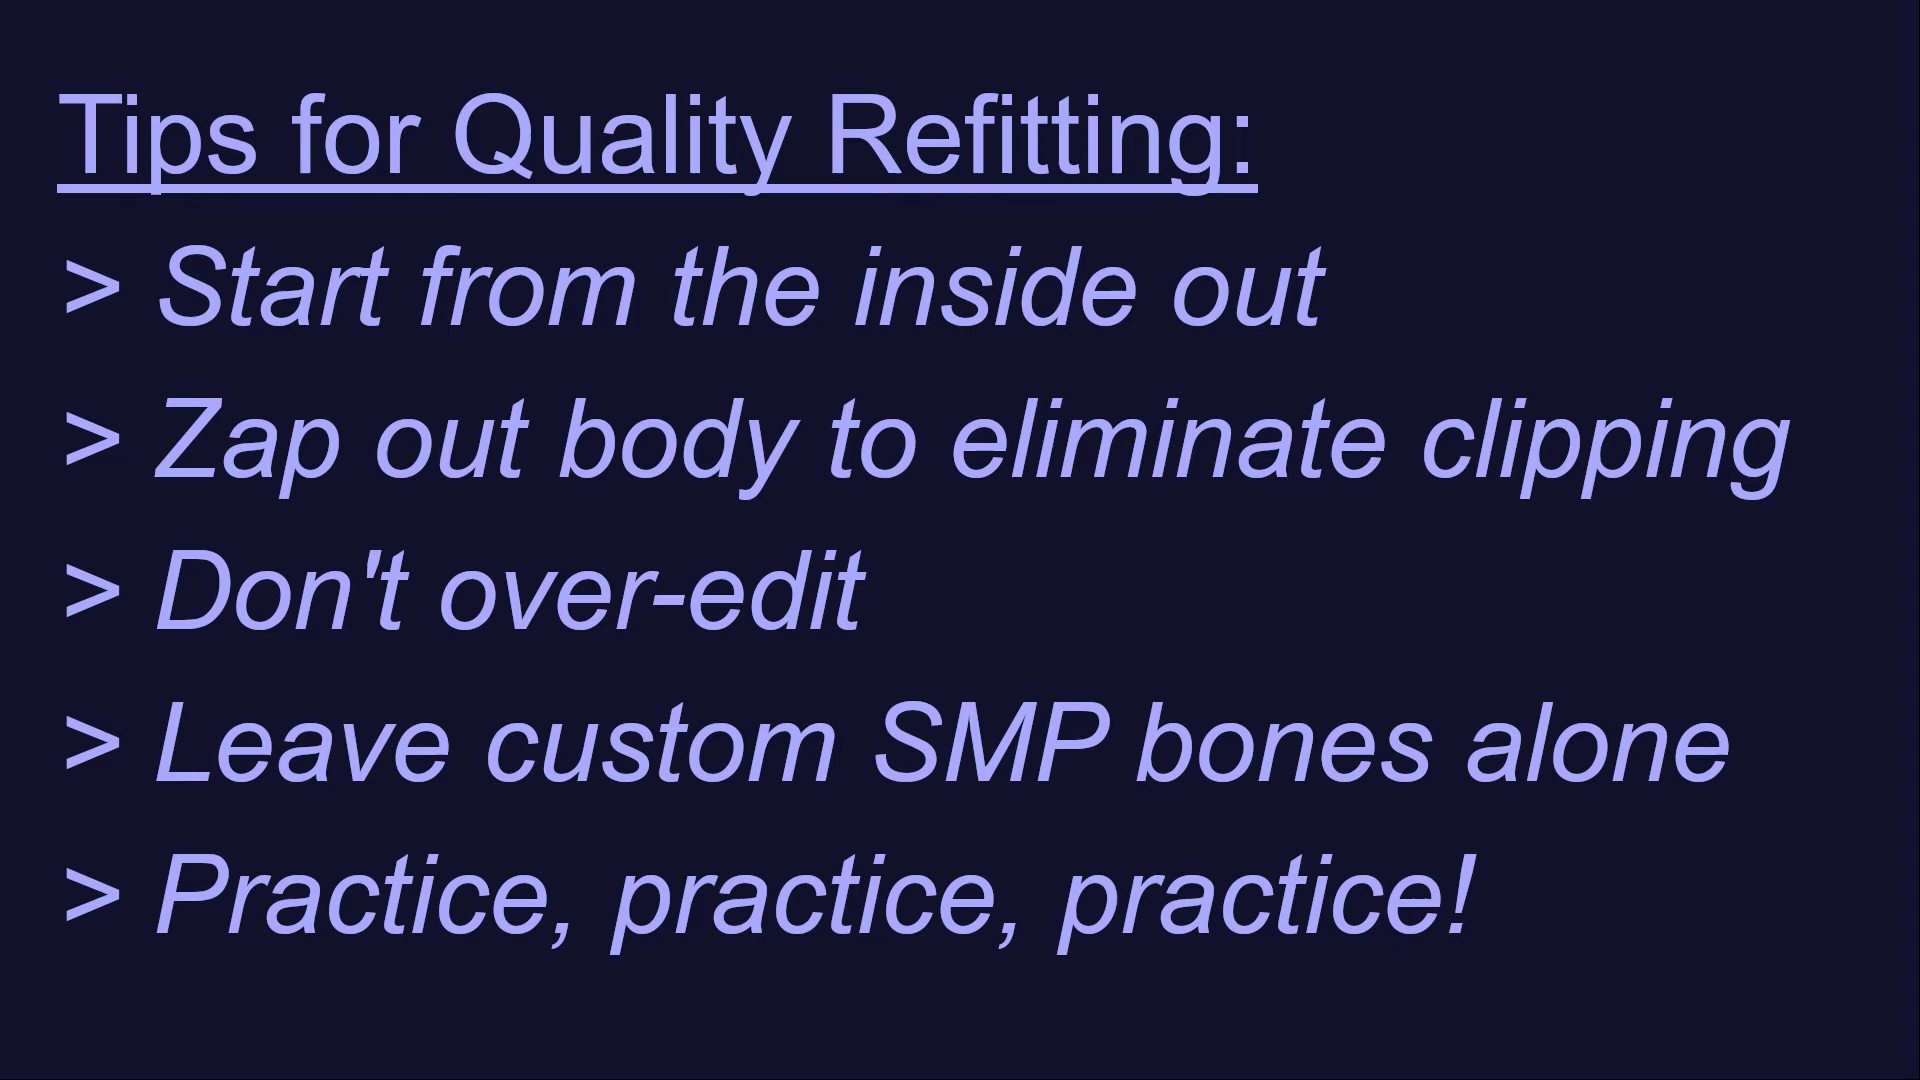 Tips for Quality Refitting:
> Start from the inside out
> Zap out body to eliminate clipping
> Don't over-edit
> Leave custom SMP bones alone
> Practice, practice, practice!